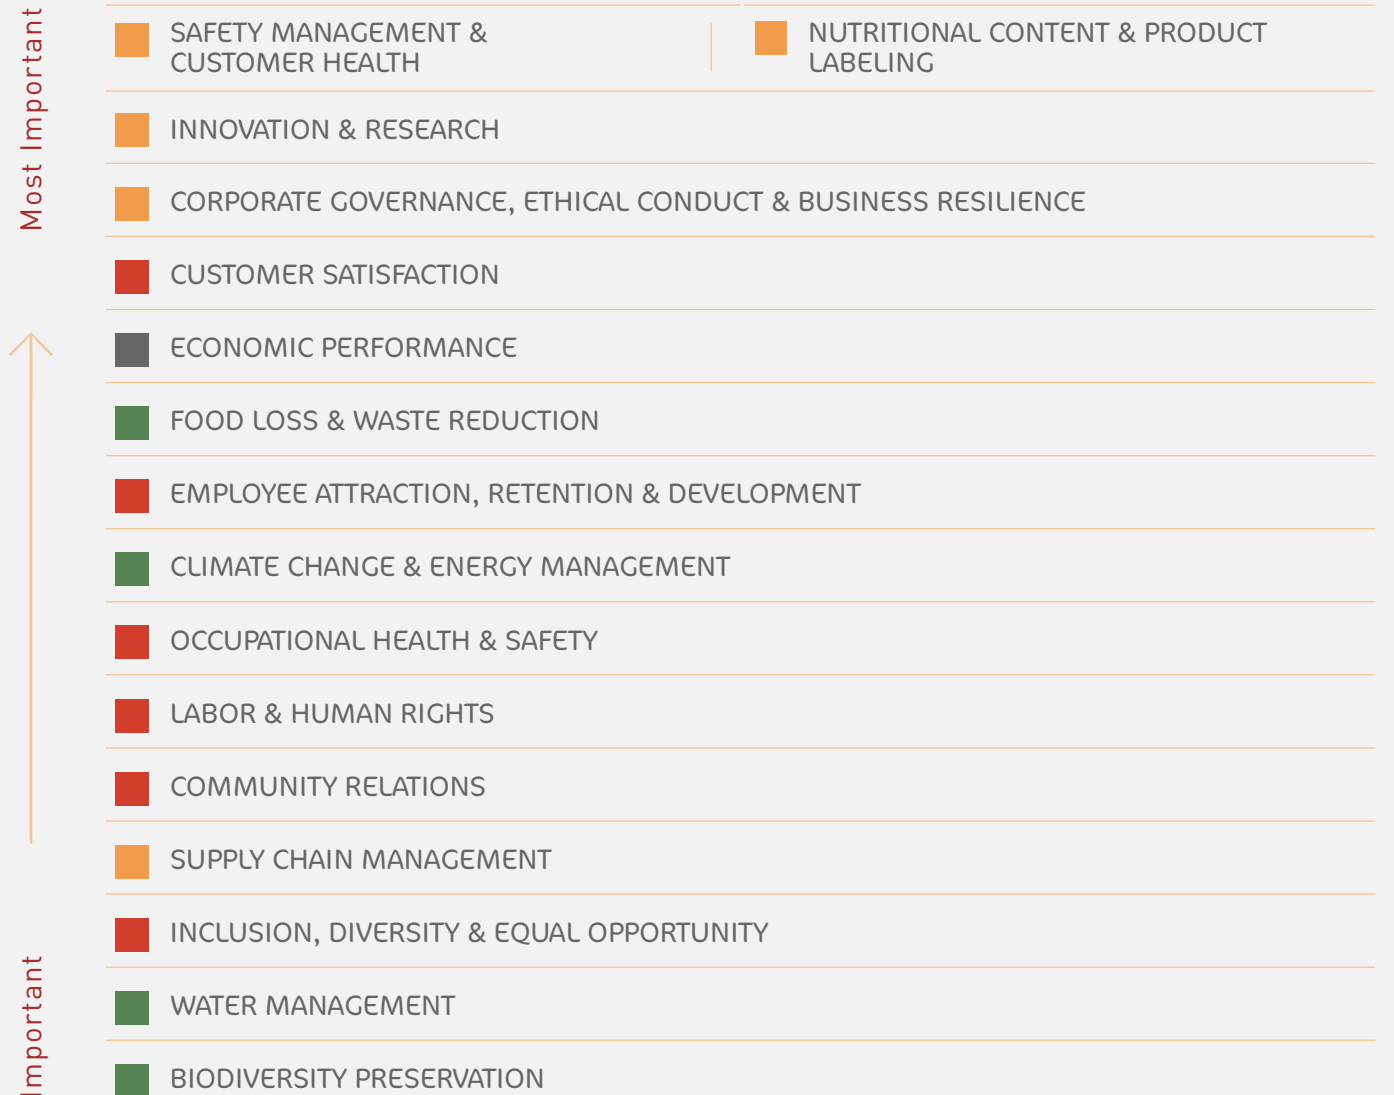 Most Important
SAFETY MANAGEMENT &
CUSTOMER HEALTH
NUTRITIONAL CONTENT & PRODUCT
LABELING
INNOVATION & RESEARCH
CORPORATE GOVERNANCE, ETHICAL CONDUCT & BUSINESS RESILIENCE
CUSTOMER SATISFACTION
ECONOMIC PERFORMANCE
FOOD LOSS & WASTE REDUCTION
EMPLOYEE ATTRACTION, RETENTION & DEVELOPMENT
CLIMATE CHANGE & ENERGY MANAGEMENT
OCCUPATIONAL HEALTH & SAFETY
LABOR & HUMAN RIGHTS
COMMUNITY RELATIONS
SUPPLY CHAIN MANAGEMENT
INCLUSION, DIVERSITY & EQUAL OPPORTUNITY
WATER MANAGEMENT
BIODIVERSITY PRESERVATION
Important